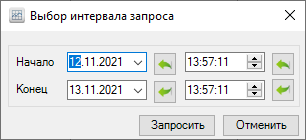 Выбор интервала запроса
Начало 12.11.2021 13:57:11
Конец 13.11.2021 13:57:11
Запросить Отменить